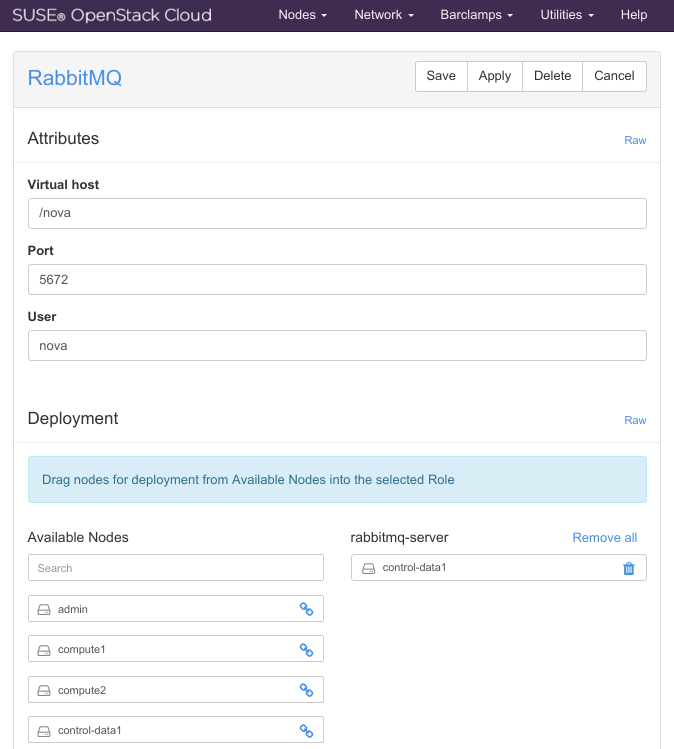 SUSE® OpenStack Cloud Nodes Network Barclamps Utilities Help
RabbitMQ Save Apply Delete Cancel
Attributes Raw
Virtual host
/nova
Port
5672
User
nova
Deployment Raw
Drag nodes for deployment from Available Nodes into the selected Role
Available Nodes rabbitmq-server Remove all
Search control-data1
admin
compute1
compute2
control-data1